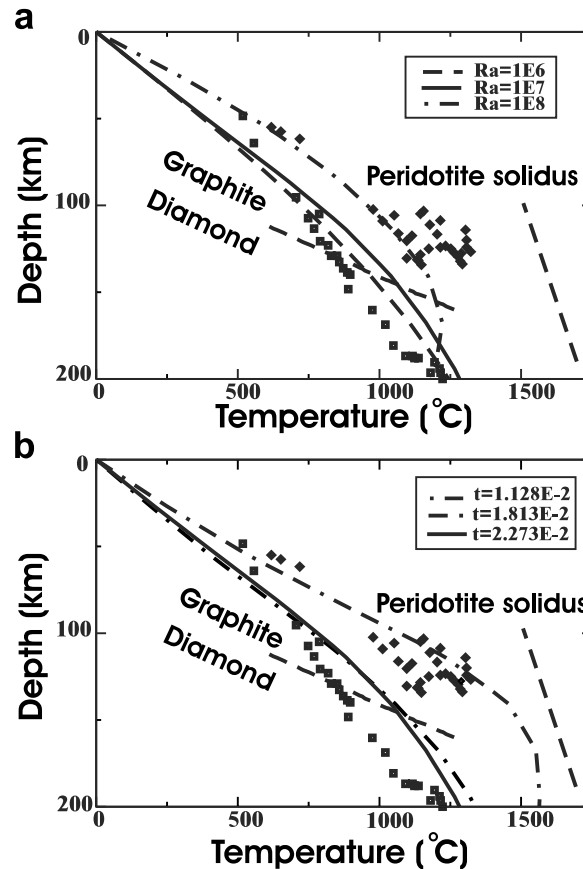 a
0
Ra=1E6
Ra=1E7
Ra=1E8
Graphite
Diamond
Peridotite solidus
100
200
Depth (km)
0
500
1000
1500
Temperature (°C)
b
0
t=1.128E-2
t=1.813E-2
t=2.273E-2
Graphite
Diamond
Peridotite solidus
100
200
Depth (km)
0
500
1000
1500
Temperature (°C)